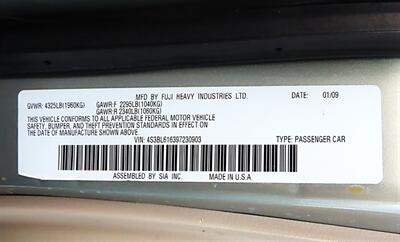 MFD. BY FUJI HEAVY INDUSTRIES LTD. DATE: 01/09
GVWR: 4325LB(1960KG) GAWR:F 2295LB(1040KG)
GAWR:R 2340LB(1060KG)
THIS VEHICLE CONFORMS TO ALL APPLICABLE FEDERAL MOTOR VEHICLE
SAFETY, BUMPER, AND THEFT PREVENTION STANDARDS IN EFFECT ON THE
DATE OF MANUFACTURE SHOWN ABOVE.
VIN: 4S3BL616397230903 TYPE: PASSENGER CAR
ASSEMBLED BY SIA INC. MADE IN U.S.A.